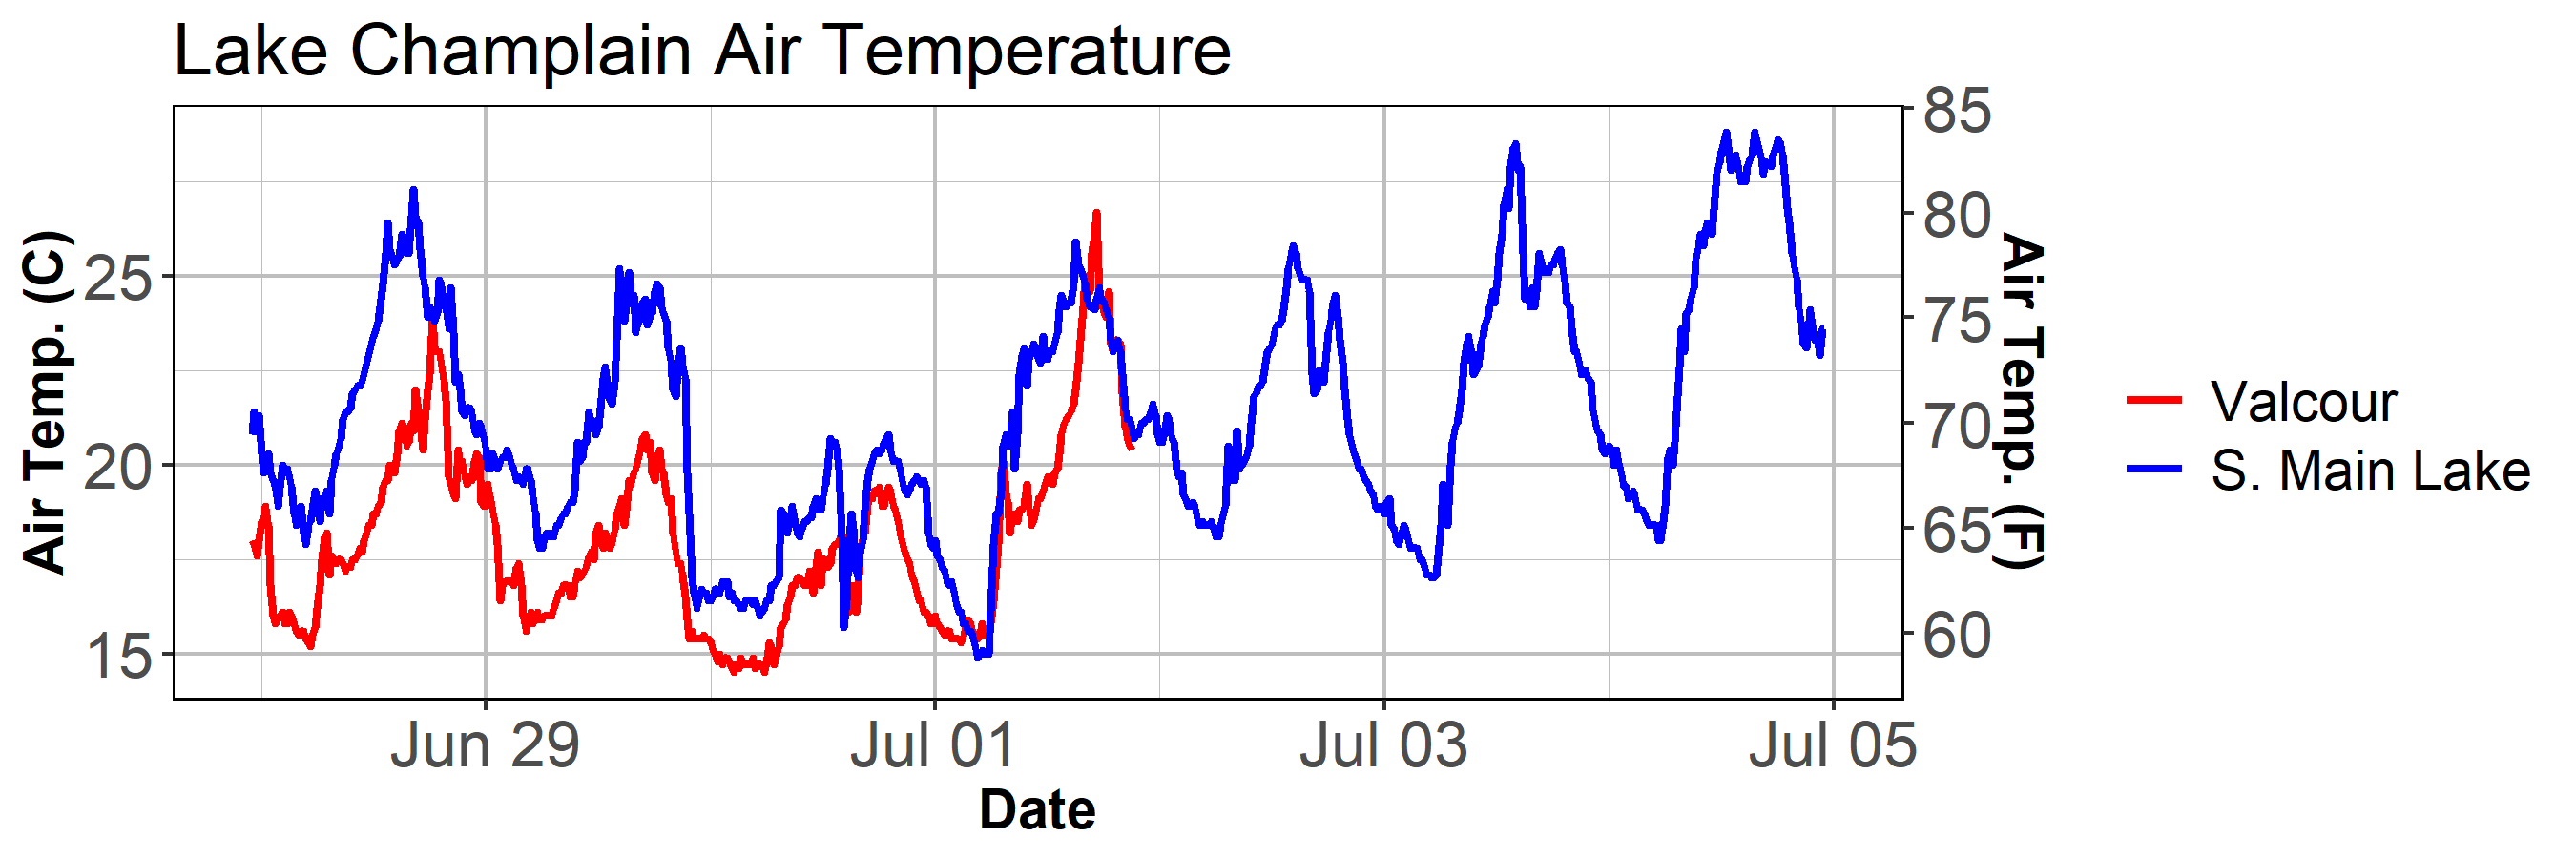 Lake Champlain Air Temperature
Air Temp. (C)
25
20
15
85
80
75
70
65
60
Air Temp. (F)
Jun 29
Jul 01
Jul 03
Jul 05
Date
Valcour
S. Main Lake